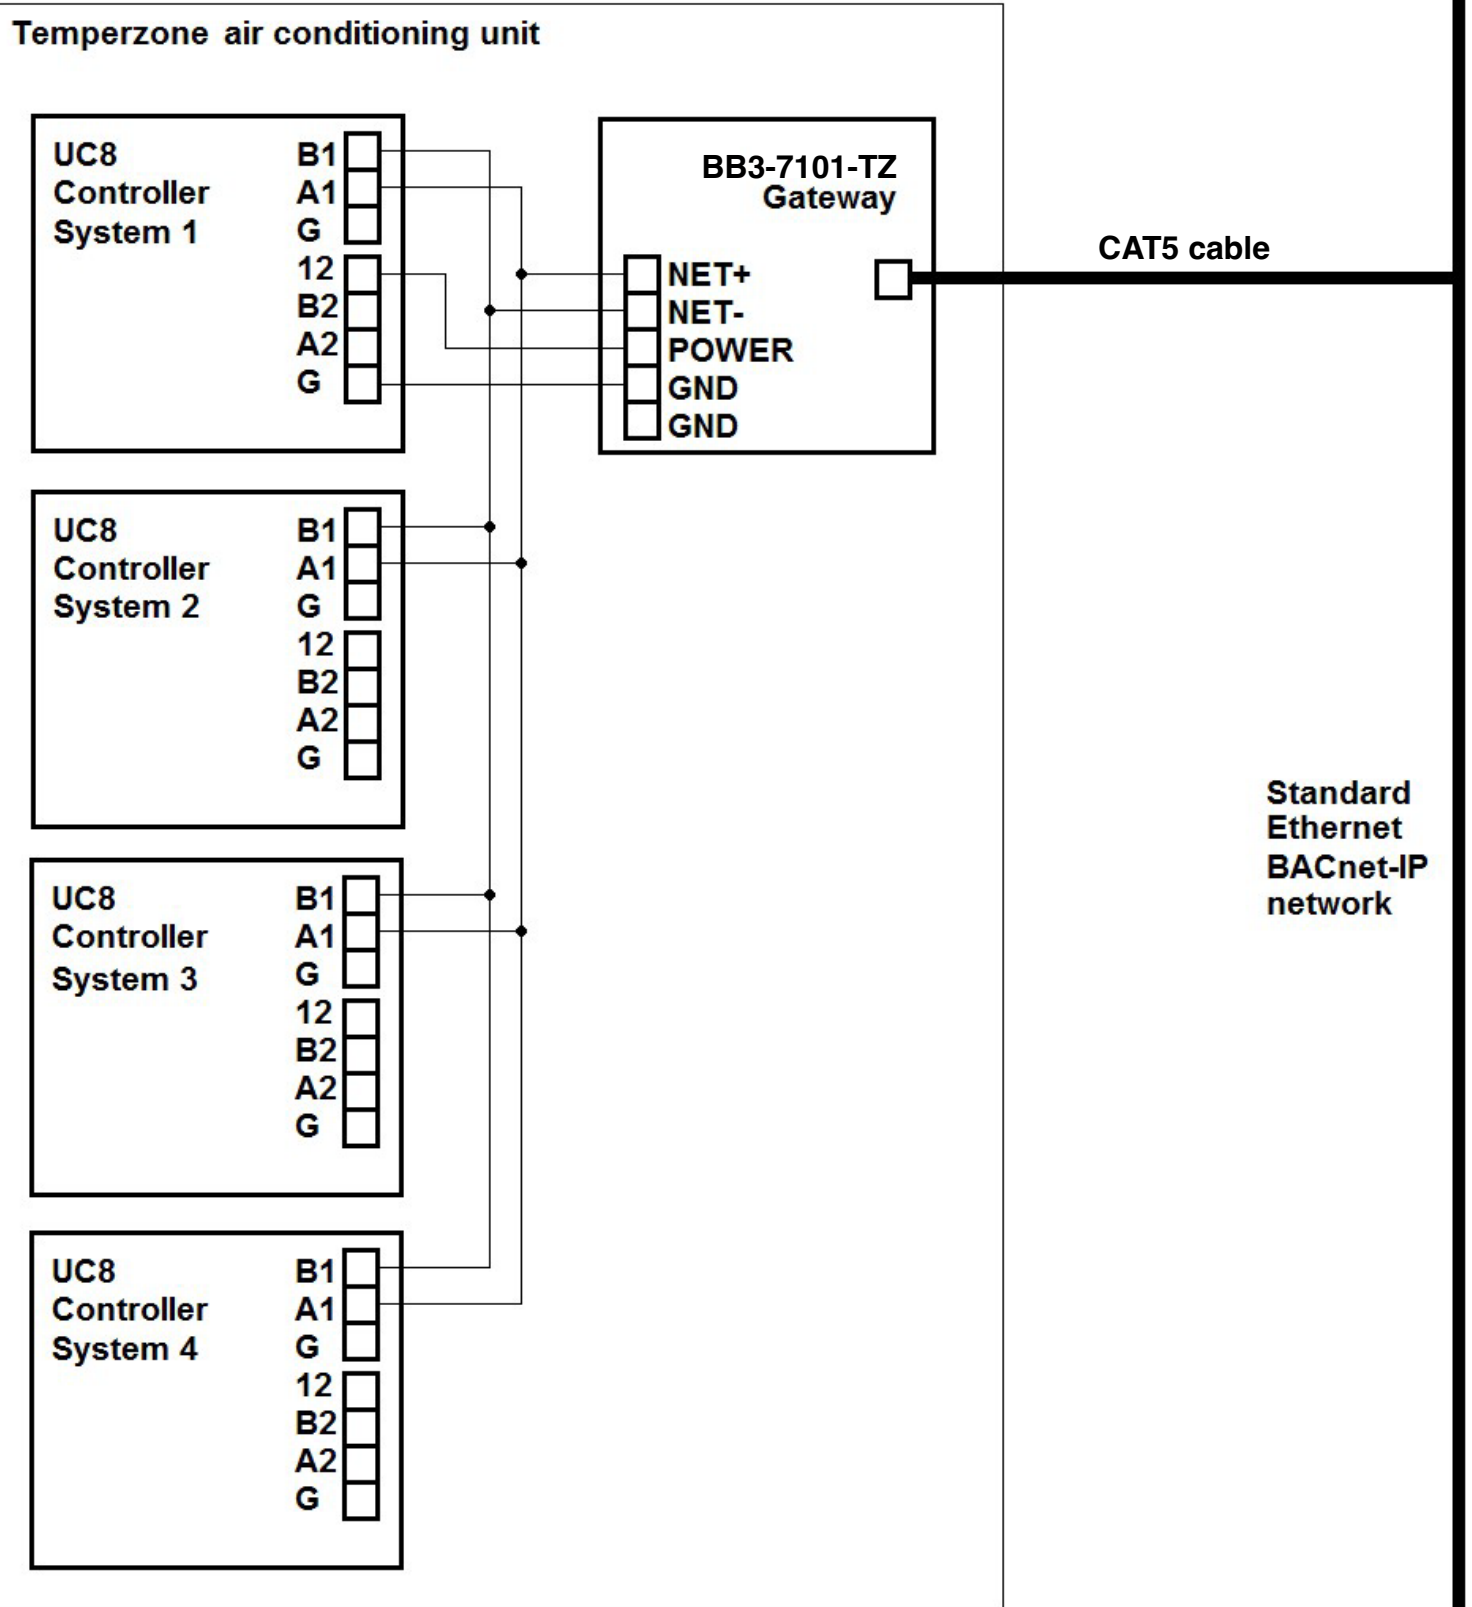 Temperzone air conditioning unit
UC8
Controller
System 1
B1
A1
G
12
B2
A2
G
BB3-7101-TZ
Gateway
NET+
NET-
POWER
GND
GND
CAT5 cable
UC8
Controller
System 2
B1
A1
G
12
B2
A2
G
UC8
Controller
System 3
B1
A1
G
12
B2
A2
G
Standard
Ethernet
BACnet-IP
network
UC8
Controller
System 4
B1
A1
G
12
B2
A2
G